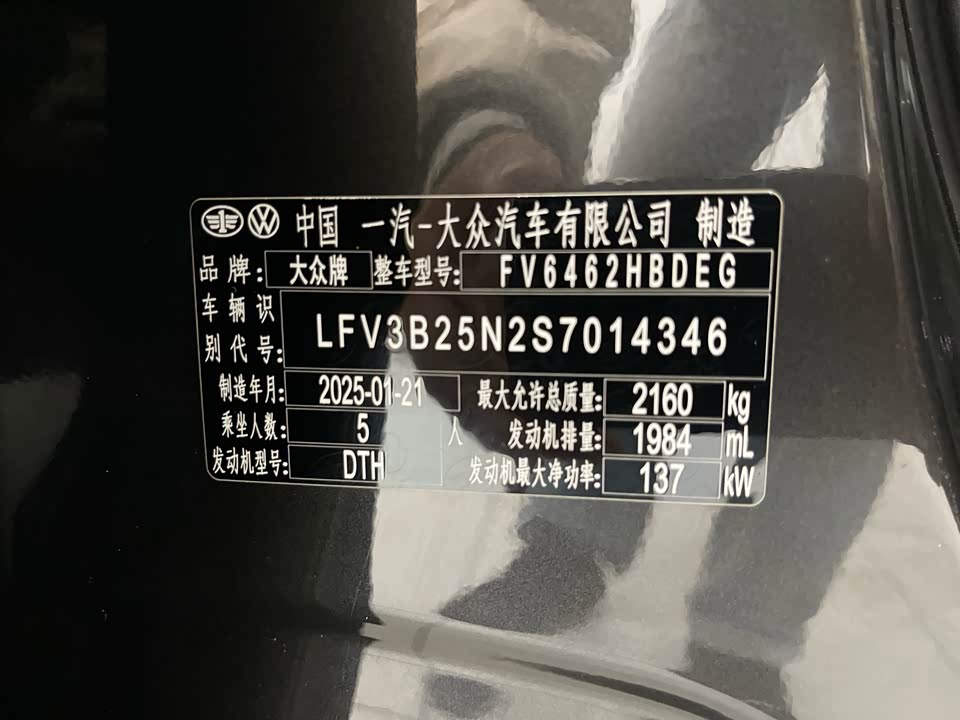 中国 一汽-大众汽车有限公司 制造
品牌: 大众牌 整车型号: FV6462HBDEG
车辆识别代号: LFV3B25N2S7014346
制造年月: 2025-01-21 最大允许总质量: 2160 kg
乘坐人数: 5 人 发动机排量: 1984 mL
发动机型号: DTH 发动机最大净功率: 137 kW